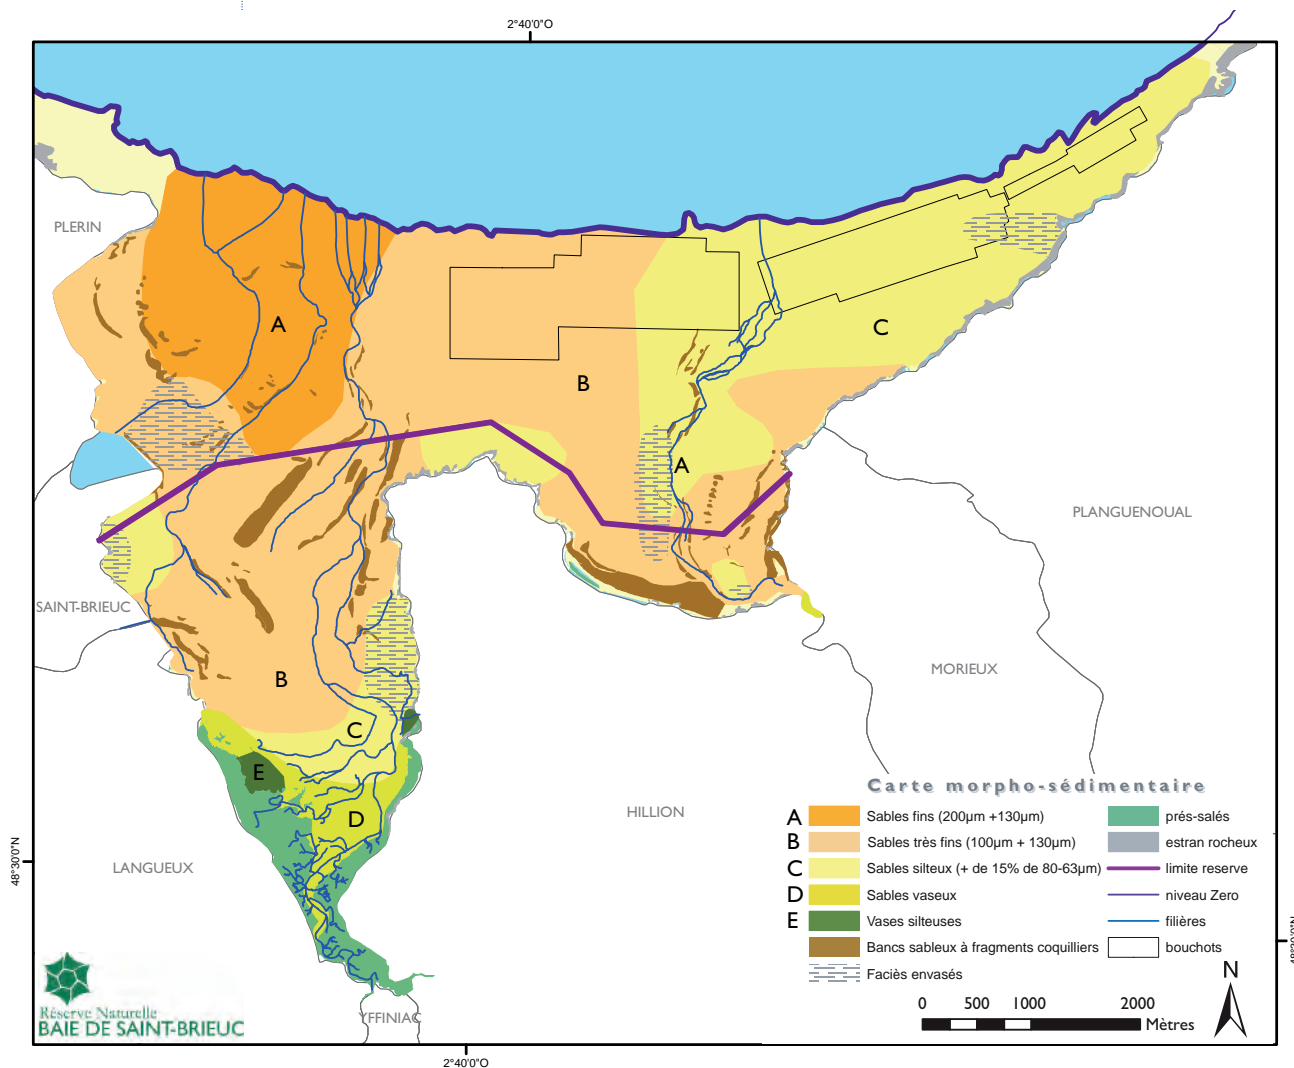 2°40'0"O
PLERIN
A
B
C
A
PLANGUENOUAL
SAINT-BRIEUC
MORIEUX
B
C
E
D
HILLION
LANGUEUX
48°30'0"N
YFFINIAC
Réserve Naturelle
BAIE DE SAINT-BRIEUC
2°40'0"O
Carte morpho-sédimentaire
A Sables fins (200µm +130µm)
B Sables très fins (100µm + 130µm)
C Sables silteux (+ de 15% de 80-63µm)
D Sables vaseux
E Vases silteuses
Bancs sableux à fragments coquilliers
Faciès envasés
prés-salés
estran rocheux
limite reserve
niveau Zero
filières
bouchots
N
0 500 1000 2000
Mètres